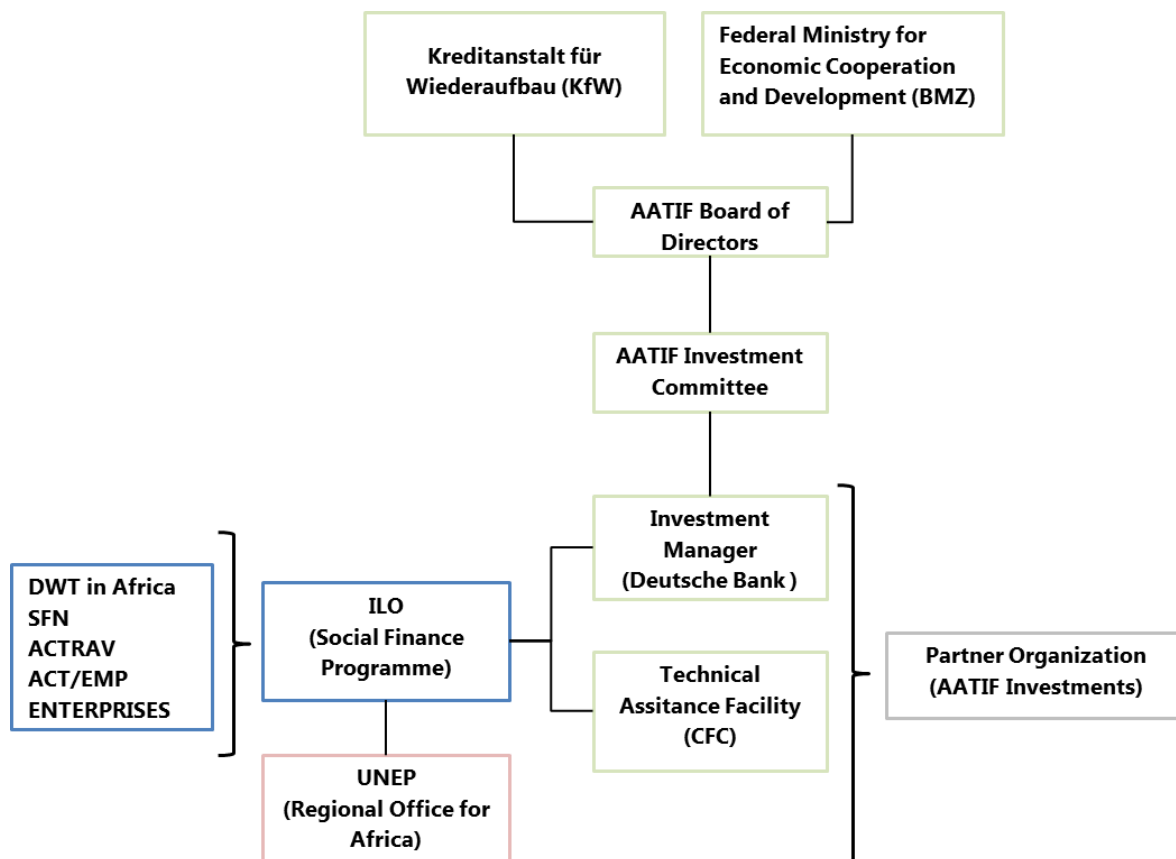 Kreditanstalt für
Wiederaufbau (KfW)
Federal Ministry for
Economic Cooperation
and Development (BMZ)
AATIF Board of
Directors
AATIF Investment
Committee
Investment
Manager
(Deutsche Bank )
DWT in Africa
SFN
ACTRAV
ACT/EMP
ENTERPRISES
ILO
(Social Finance
Programme)
Technical
Assitance Facility
(CFC)
Partner Organization
(AATIF Investments)
UNEP
(Regional Office for
Africa)